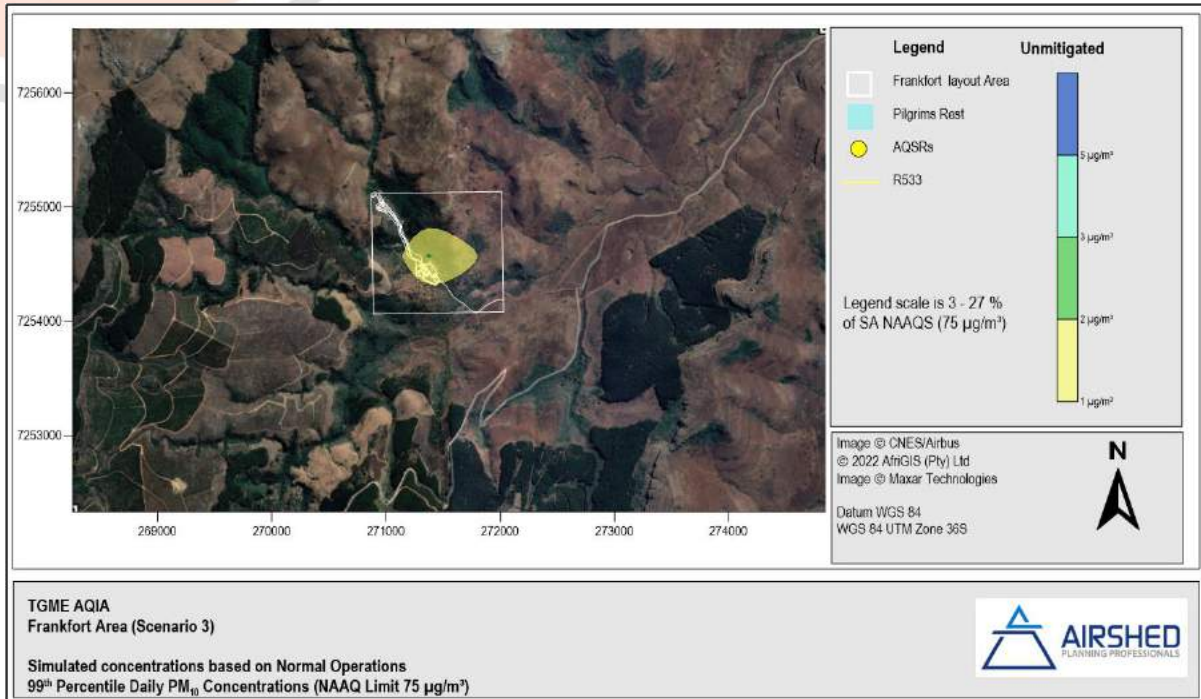 7256000
7255000
7254000
7253000
269000
270000
271000
272000
273000
274000
Legend
Frankfort layout Area
Pilgrims Rest
AQSRs
R533
Legend scale is 3 - 27 %
of SA NAAQS (75 µg/m³)
Unmitigated
5 µg/m³
3 µg/m³
2 µg/m³
1 µg/m³
Image © CNES/Airbus
© 2022 AfriGIS (Pty) Ltd
Image © Maxar Technologies
Datum WGS 84
WGS 84 UTM Zone 36S
N
TGME AQIA
Frankfort Area (Scenario 3)
Simulated concentrations based on Normal Operations
99th Percentile Daily PM₁₀ Concentrations (NAAQ Limit 75 µg/m³)
AIRSHED
PLANNING PROFESSIONALS